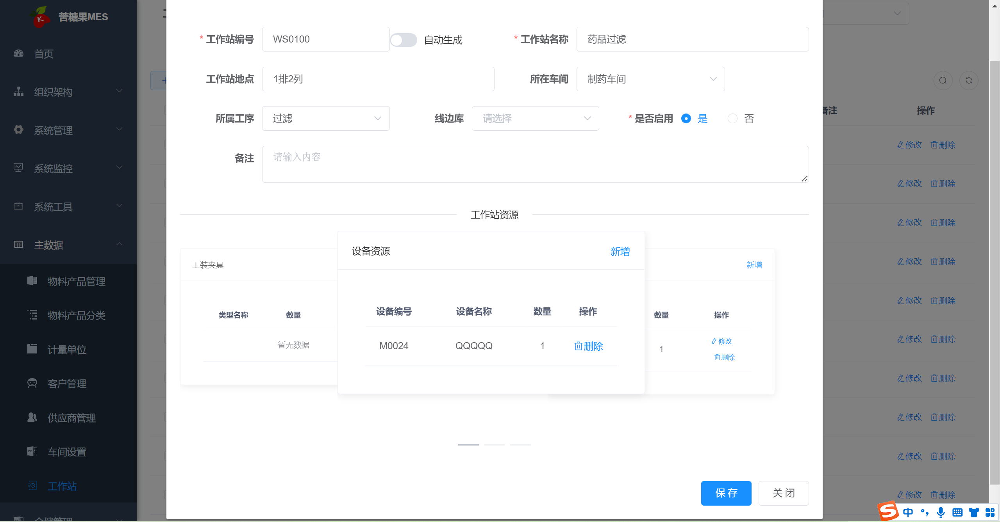 苦糖果MES
首页
组织架构
系统管理
系统监控
系统工具
主数据
物料产品管理
物料产品分类
计量单位
客户管理
供应商管理
车间设置
工作站
仓储管理
* 工作站编号 WS0100 自动生成 * 工作站名称 药品过滤
工作站地点 1排2列 所在车间 制药车间
所属工序 过滤 线边库 请选择 * 是否启用 是 否
备注 请输入内容
工作站资源
工装夹具
类型名称 数量
暂无数据
设备资源 新增
设备编号 设备名称 数量 操作
M0024 QQQQQ 1 删除
新增
数量 操作
1 修改
删除
保 存 关 闭
备注 操作
修改 删除
修改 删除
修改 删除
修改 删除
修改 删除
修改 删除
修改 删除
修改 删除
修改 删除
修改 删除
中